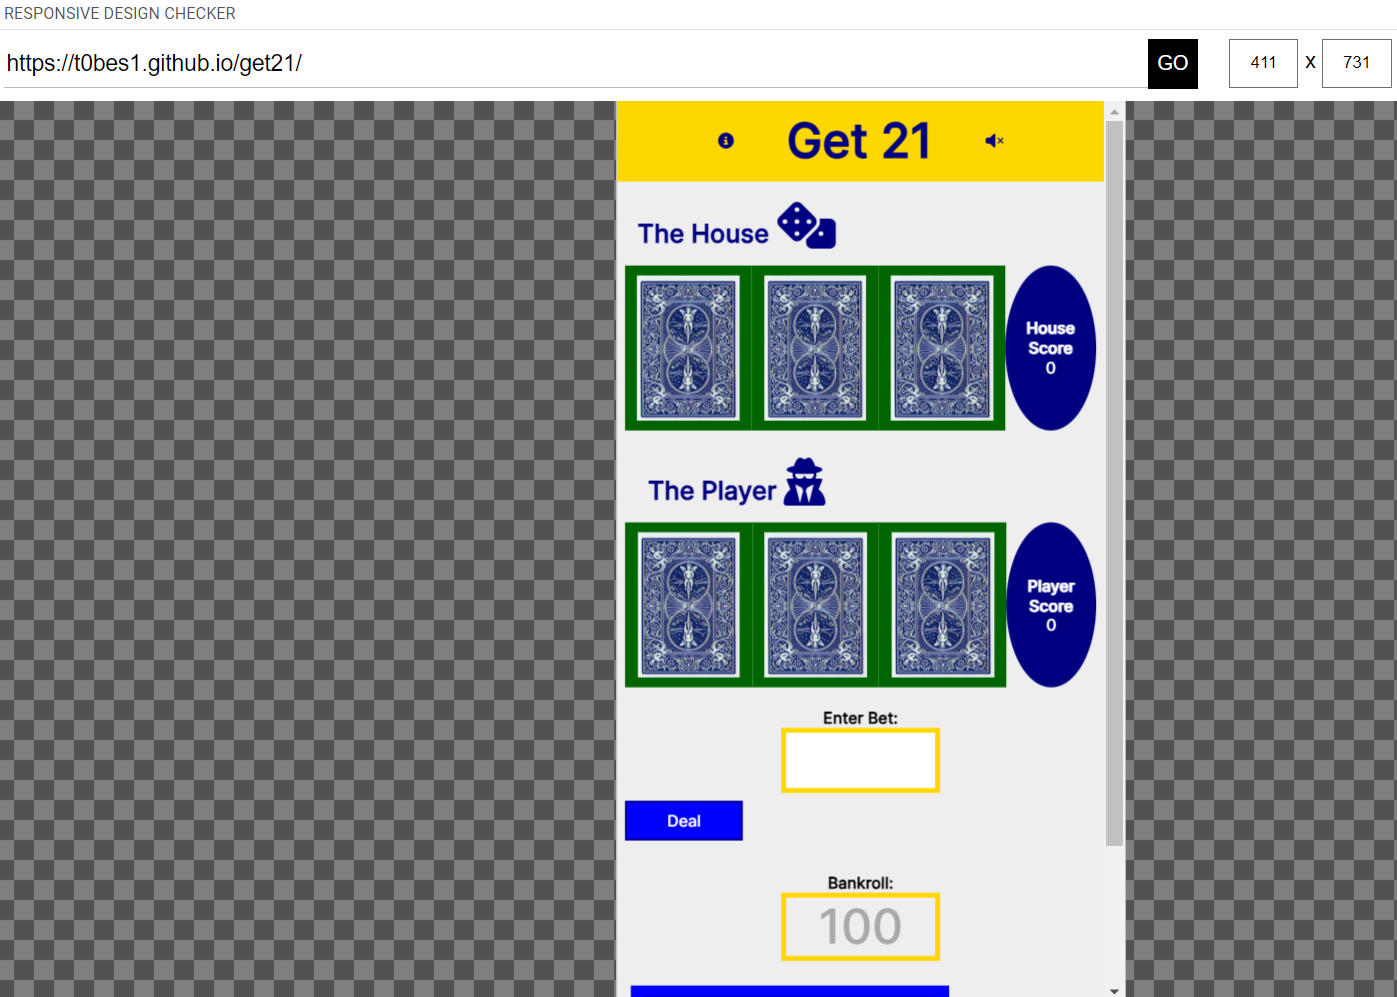 RESPONSIVE DESIGN CHECKER
https://t0bes1.github.io/get21/
GO
411 X 731
Get 21
The House
House
Score
0
The Player
Player
Score
0
Enter Bet:
Deal
Bankroll:
100